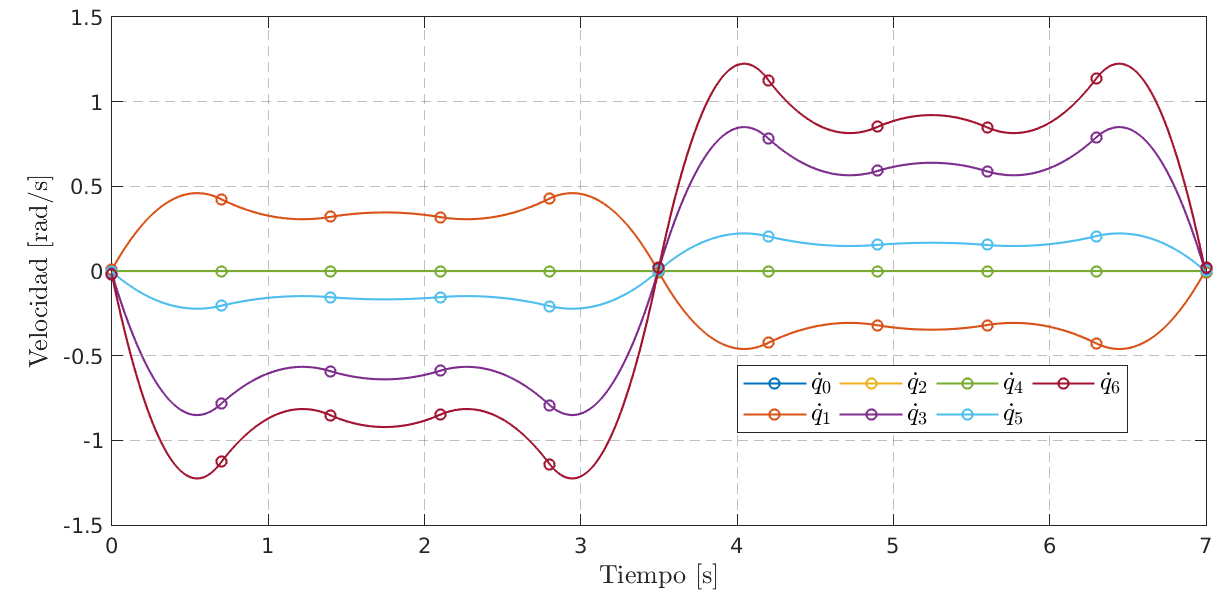 1.5
1
0.5
0
-0.5
-1
-1.5
Velocidad [rad/s]
0 1 2 3 4 5 6 7
Tiempo [s]
q̇₀ q̇₂ q̇₄ q̇₆
q̇₁ q̇₃ q̇₅